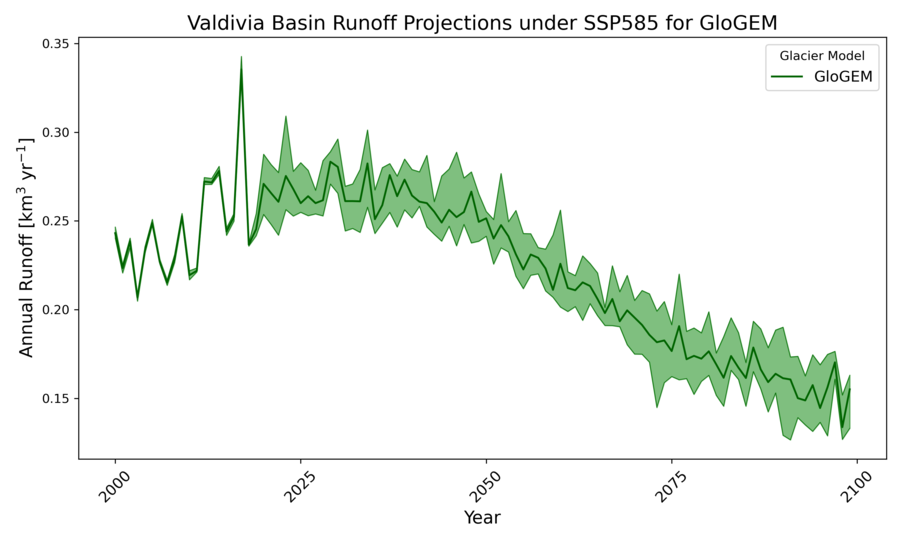 Valdivia Basin Runoff Projections under SSP585 for GloGEM
Glacier Model
GloGEM
Annual Runoff [km³ yr⁻¹]
0.35
0.30
0.25
0.20
0.15
2000
2025
2050
2075
2100
Year